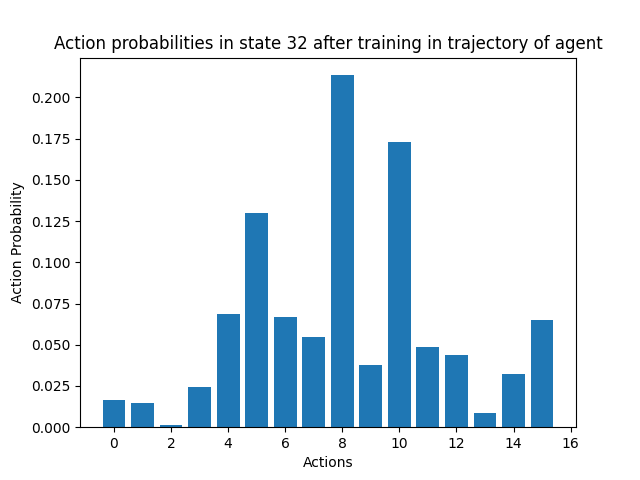 Action probabilities in state 32 after training in trajectory of agent
0.200
0.175
0.150
0.125
0.100
0.075
0.050
0.025
0.000
Action Probability
0 2 4 6 8 10 12 14 16
Actions